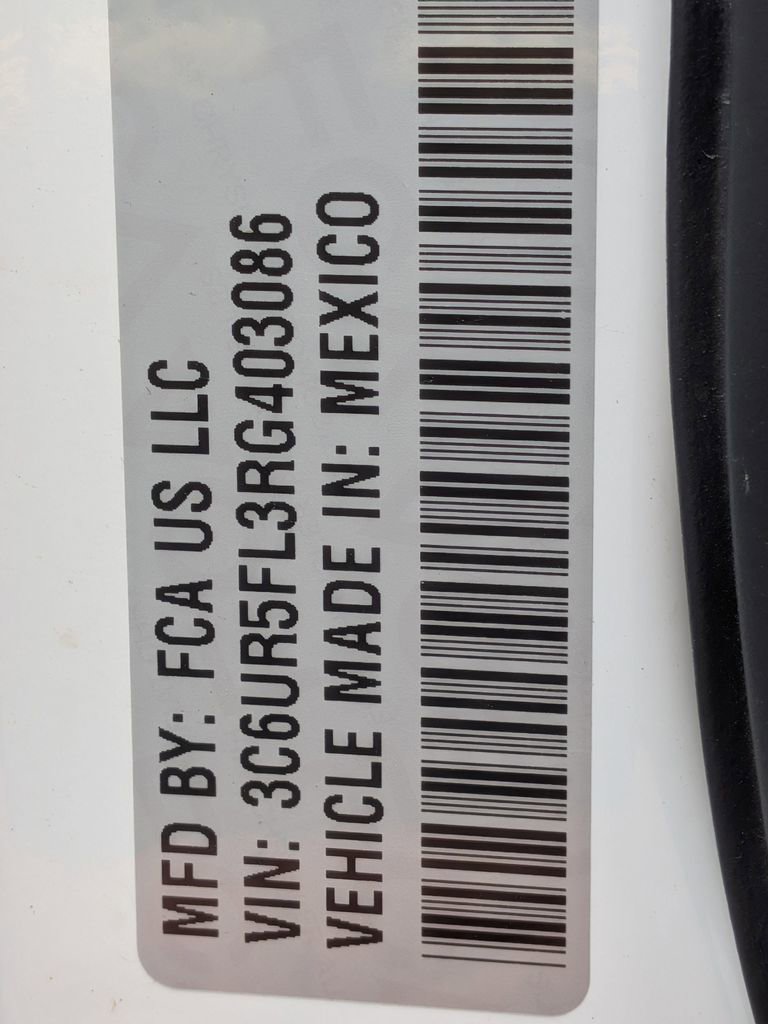 MFD BY: FCA US LLC
VIN: 3C6UR5FL3RG403086
VEHICLE MADE IN: MEXICO